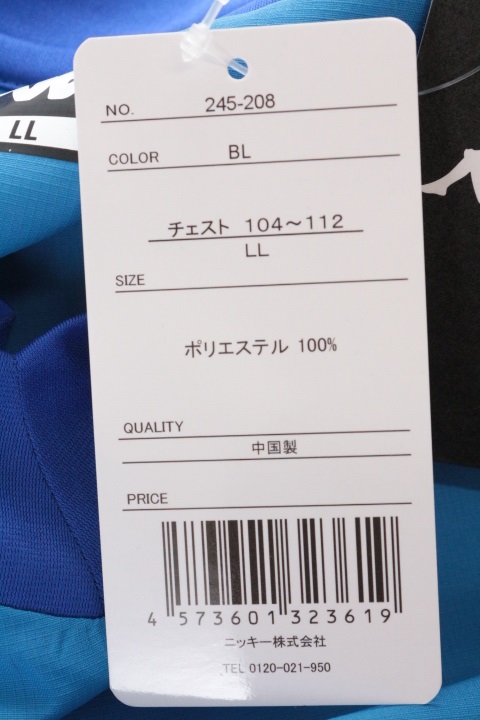 LL
NO. 245-208
COLOR BL
チェスト 104～112
LL
SIZE
ポリエステル 100%
QUALITY
中国製
PRICE
4 573601 323619
ニッキー株式会社
TEL 0120-021-950